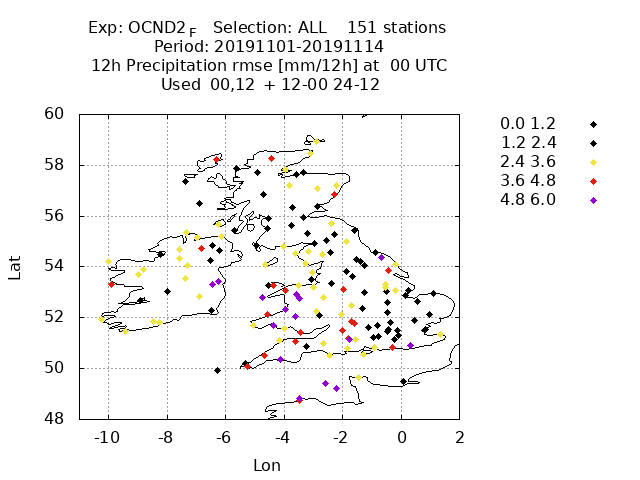 Exp: OCND2 F Selection: ALL 151 stations
Period: 20191101-20191114
12h Precipitation rmse [mm/12h] at 00 UTC
Used 00,12 + 12-00 24-12
0.0 1.2
1.2 2.4
2.4 3.6
3.6 4.8
4.8 6.0
60
58
56
54
52
50
48
Lat
-10 -8 -6 -4 -2 0 2
Lon